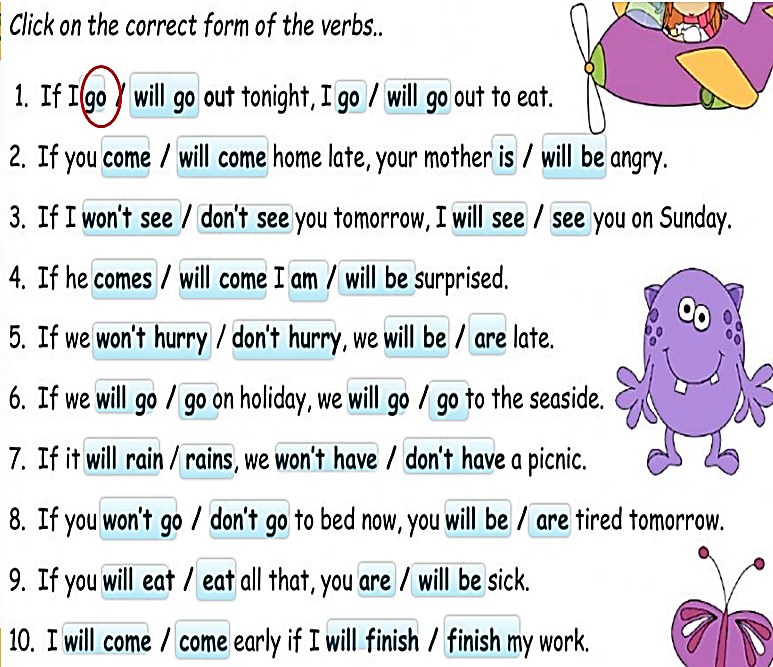 Click on the correct form of the verbs..
1. If I go / will go out tonight, I go / will go out to eat.
2. If you come / will come home late, your mother is / will be angry.
3. If I won't see / don't see you tomorrow, I will see / see you on Sunday.
4. If he comes / will come I am / will be surprised.
5. If we won't hurry / don't hurry, we will be / are late.
6. If we will go / go on holiday, we will go / go to the seaside.
7. If it will rain / rains, we won't have / don't have a picnic.
8. If you won't go / don't go to bed now, you will be / are tired tomorrow.
9. If you will eat / eat all that, you are / will be sick.
10. I will come / come early if I will finish / finish my work.